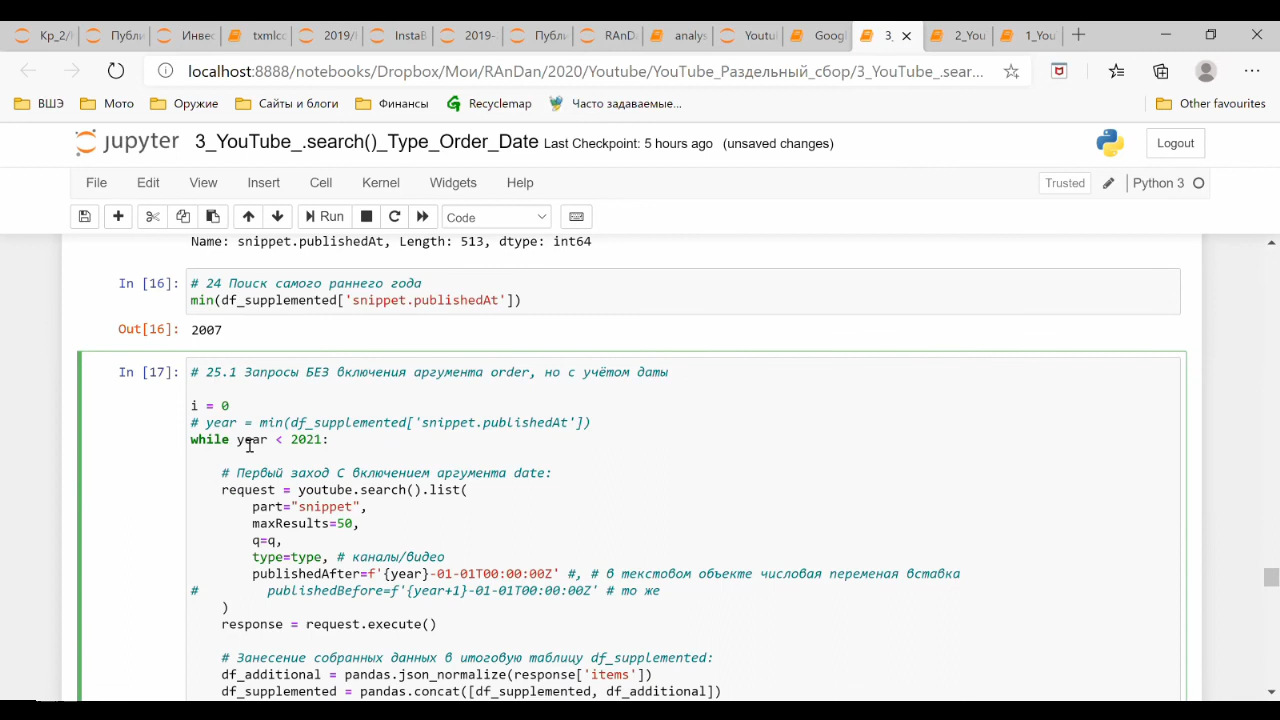 Кр_2/
Публи
Инвес
txmlco
2019/
InstaB
2019-
Публ
RAnDa
analys
Youtul
Googl
3_
2_You
1_You
localhost:8888/notebooks/Dropbox/Мои/RAnDan/2020/Youtube/YouTube_Раздельный_сбор/3_YouTube_.sear...
ВШЭ
Мото
Оружие
Сайты и блоги
Финансы
Recyclemap
Часто задаваемые...
Other favourites
jupyter
3_YouTube_.search()_Type_Order_Date Last Checkpoint: 5 hours ago (unsaved changes)
Logout
File Edit View Insert Cell Kernel Widgets Help
Trusted
Python 3
Run
Code
Name: snippet.publishedAt, Length: 513, dtype: int64
In [16]: # 24 Поиск самого раннего года
min(df_supplemented['snippet.publishedAt'])
Out[16]: 2007
In [17]: # 25.1 Запросы БЕЗ включения аргумента order, но с учётом даты
i = 0
# year = min(df_supplemented['snippet.publishedAt'])
while year < 2021:
# Первый заход С включением аргумента date:
request = youtube.search().list(
part="snippet",
maxResults=50,
q=q,
type=type, # каналы/видео
publishedAfter=f'{year}-01-01T00:00:00Z' #, # в текстовом объекте числовая переменая вставка
# publishedBefore=f'{year+1}-01-01T00:00:00Z' # то же
)
response = request.execute()
# Занесение собранных данных в итоговую таблицу df_supplemented:
df_additional = pandas.json_normalize(response['items'])
df_supplemented = pandas.concat([df_supplemented, df_additional])